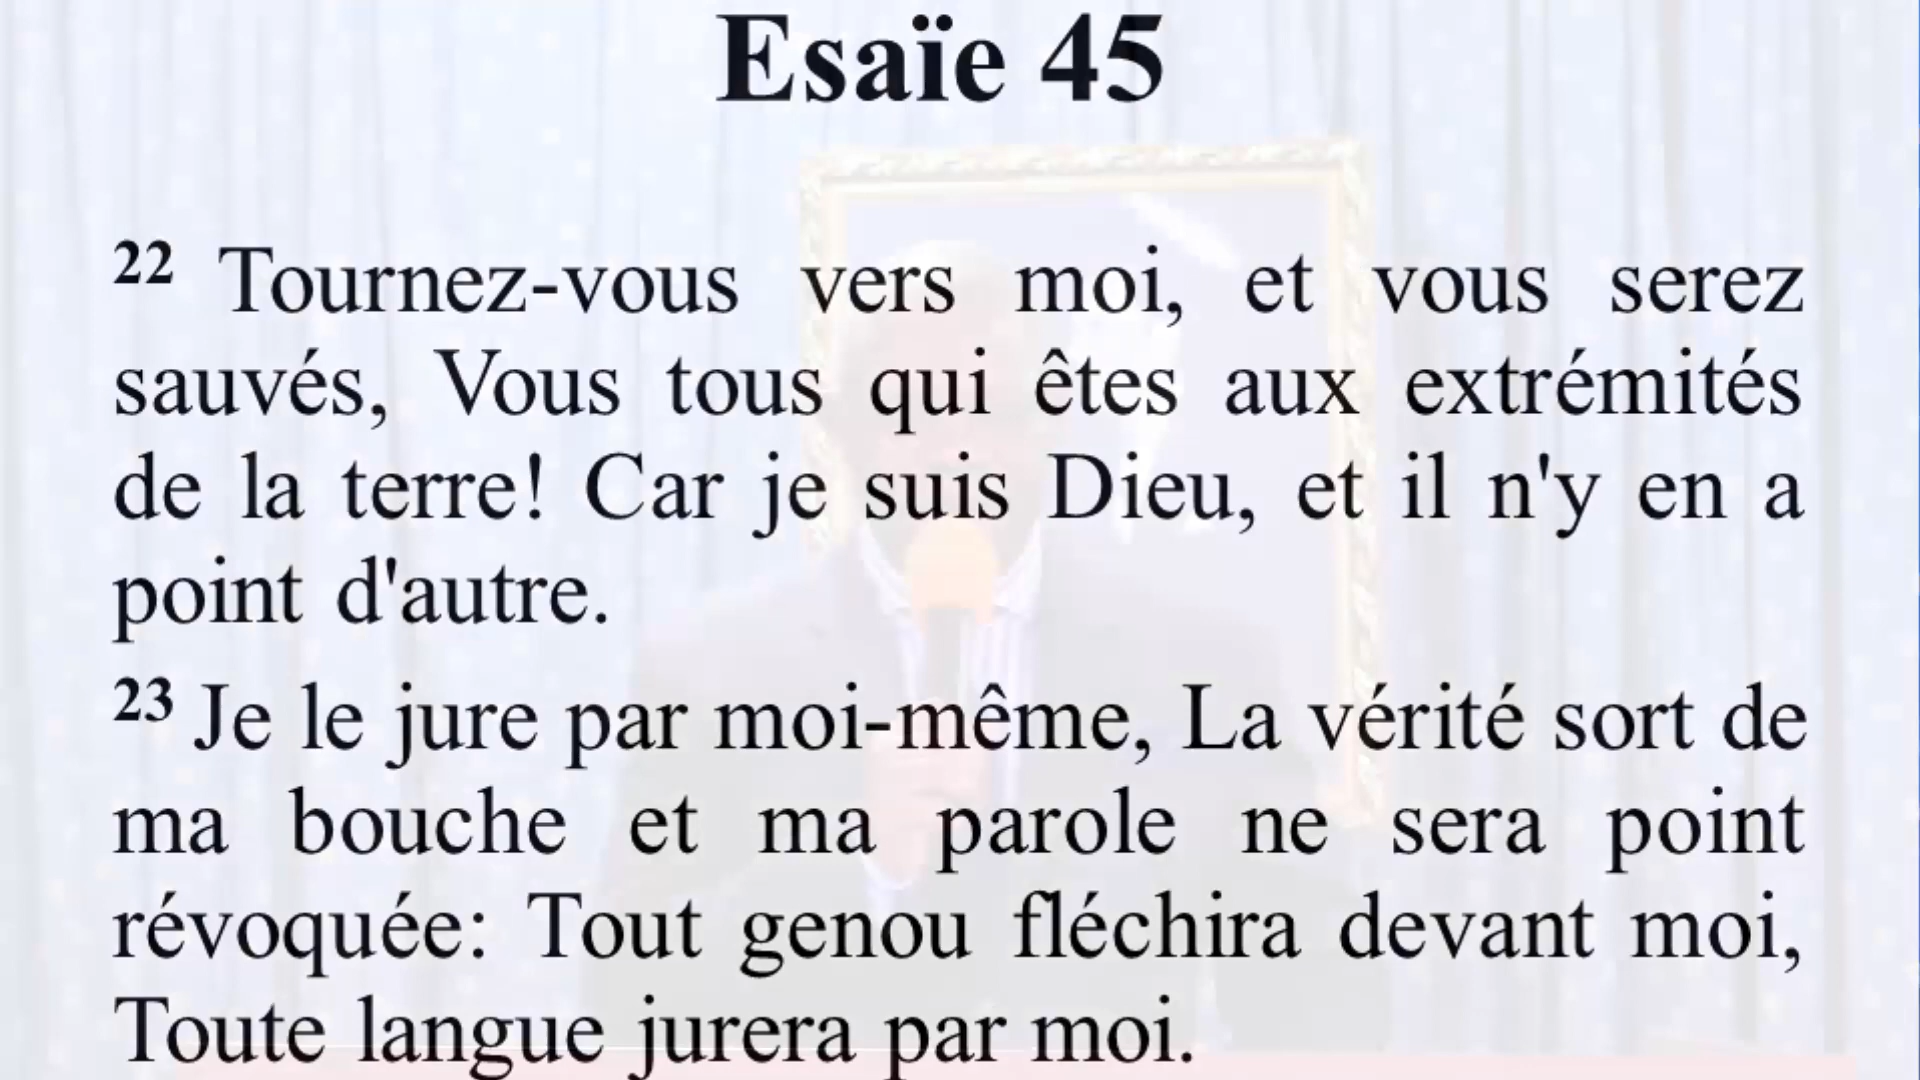 Esaïe 45
22 Tournez-vous vers moi, et vous serez
sauvés, Vous tous qui êtes aux extrémités
de la terre! Car je suis Dieu, et il n'y en a
point d'autre.
23 Je le jure par moi-même, La vérité sort de
ma bouche et ma parole ne sera point
révoquée: Tout genou fléchira devant moi,
Toute langue jurera par moi.